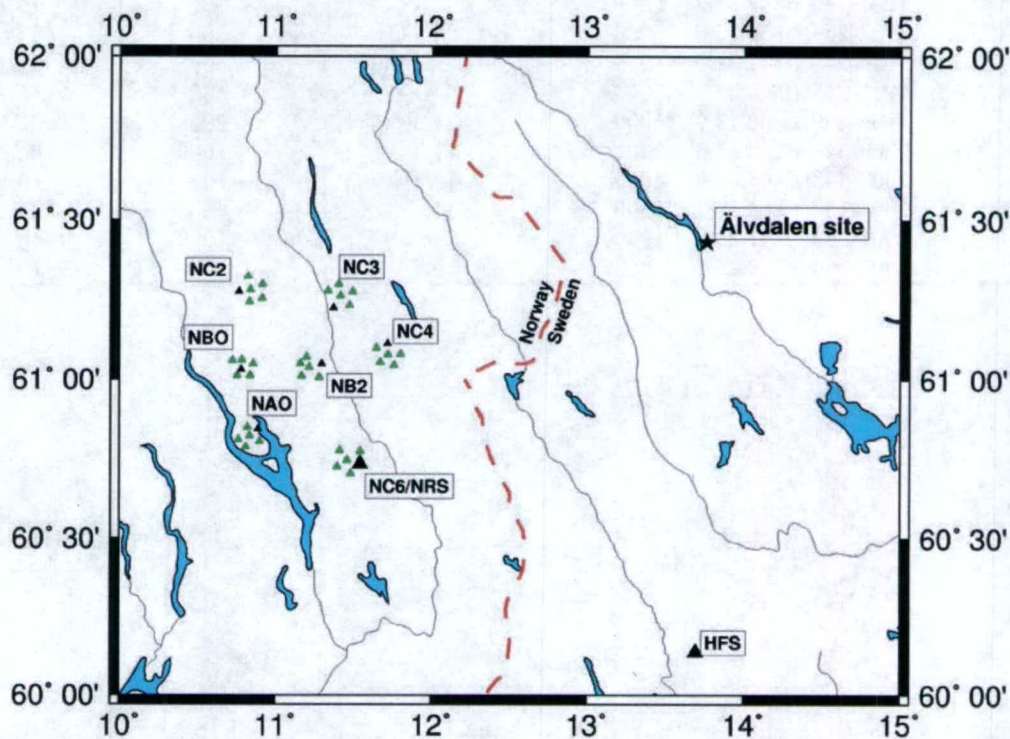 10˚ 11˚ 12˚ 13˚ 14˚ 15˚
62˚ 00' 62˚ 00'
61˚ 30' 61˚ 30'
Älvdalen site
NC2
NC3
Norway
Sweden
NBO
NC4
61˚ 00' 61˚ 00'
NB2
NAO
NC6/NRS
60˚ 30' 60˚ 30'
HFS
60˚ 00' 60˚ 00'
10˚ 11˚ 12˚ 13˚ 14˚ 15˚